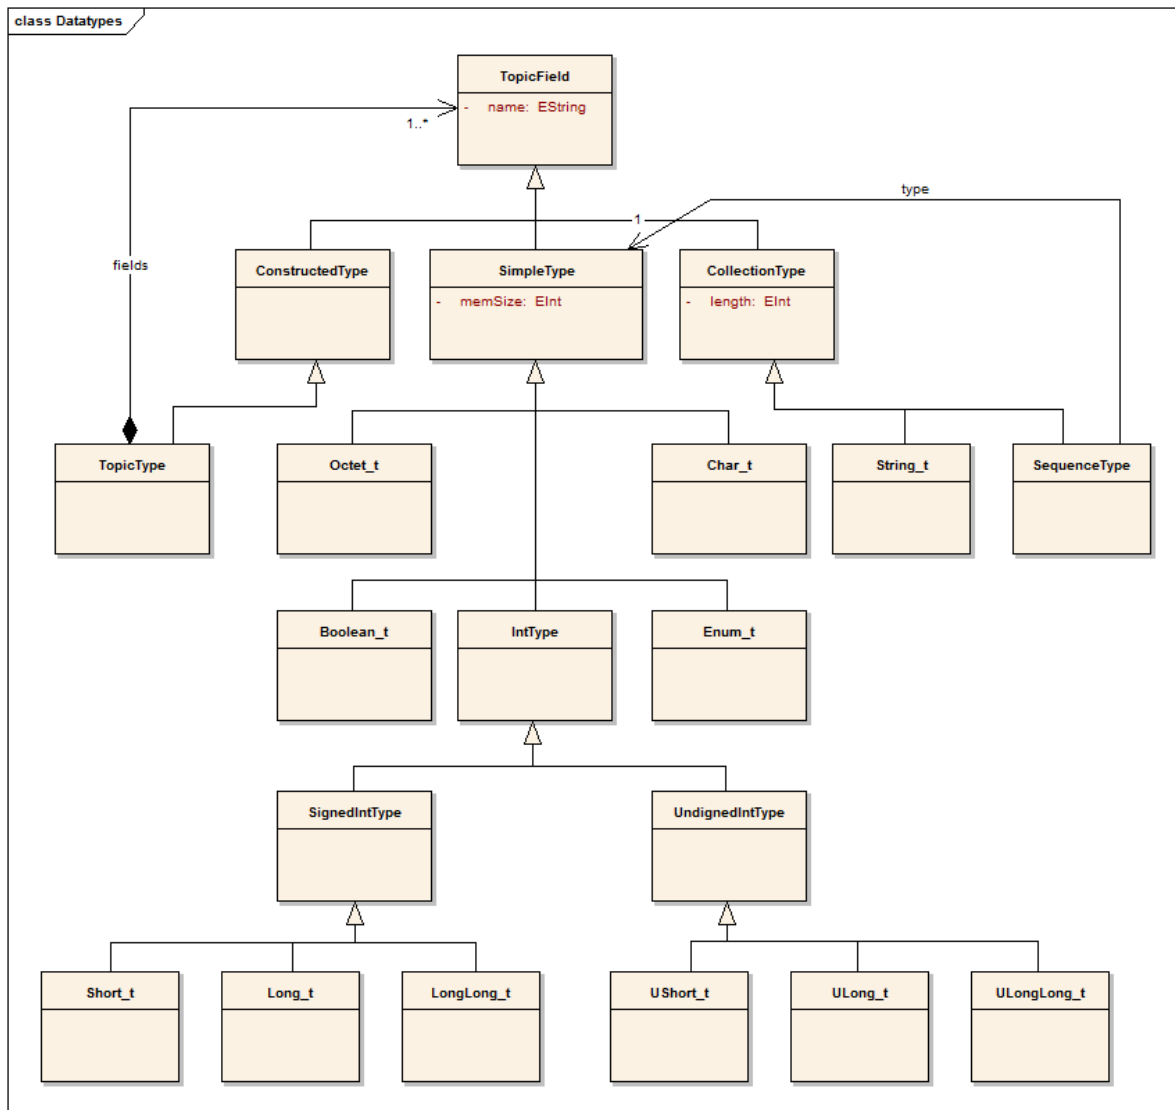 class Datatypes
TopicField
- name: EString
1..*
type
1
fields
ConstructedType
SimpleType
- memSize: EInt
CollectionType
- length: EInt
TopicType
Octet_t
Char_t
String_t
SequenceType
Boolean_t
IntType
Enum_t
SignedIntType
UndignedIntType
Short_t
Long_t
LongLong_t
UShort_t
ULong_t
ULongLong_t